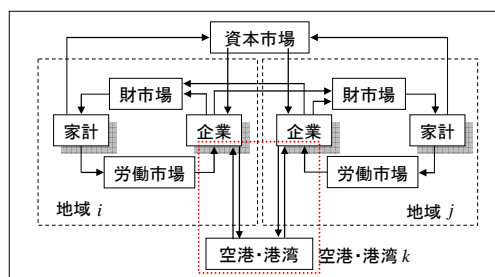 資本市場
財市場
財市場
家計
企業
企業
家計
労働市場
労働市場
地域 i
地域 j
空港・港湾
空港・港湾 k